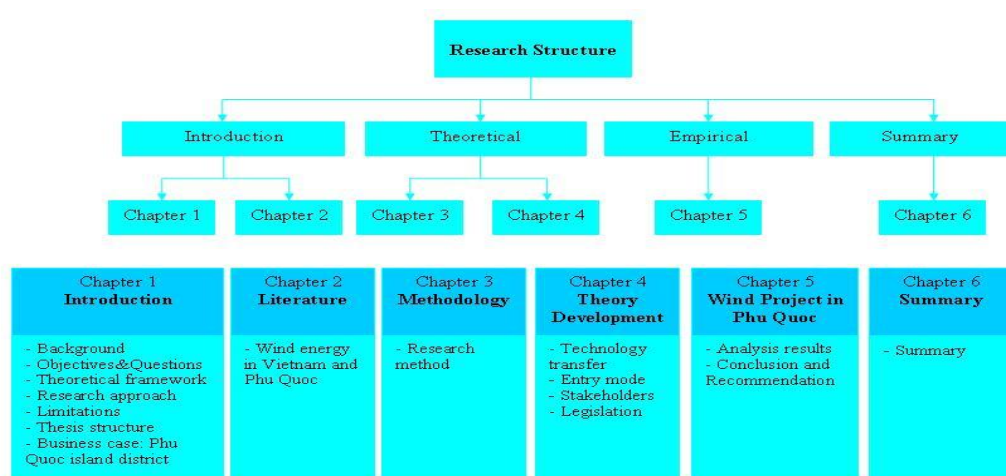 Research Structure
Introduction
Theoretical
Empirical
Summary
Chapter 1
Chapter 2
Chapter 3
Chapter 4
Chapter 5
Chapter 6
Chapter 1
Introduction
- Background
- Objectives&Questions
- Theoretical framework
- Research approach
- Limitations
- Thesis structure
- Business case: Phu
Quoc island district
Chapter 2
Literature
- Wind energy
in Vietnam and
Phu Quoc
Chapter 3
Methodology
- Research
method
Chapter 4
Theory
Development
- Technology
transfer
- Entry mode
- Stakeholders
- Legislation
Chapter 5
Wind Project in
Phu Quoc
- Analysis results
- Conclusion and
Recommendation
Chapter 6
Summary
- Summary